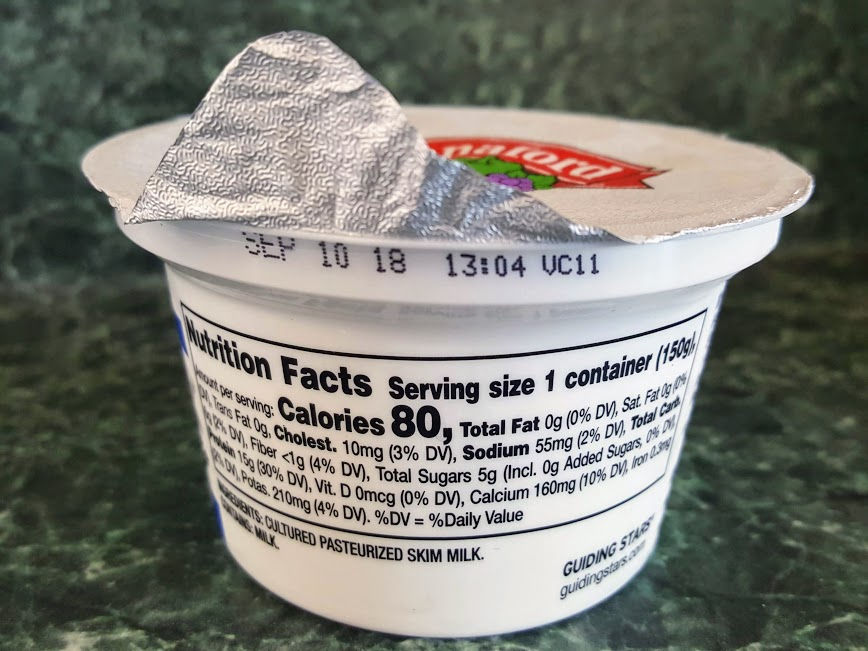 naford
SEP 10 18 13:04 VC11
Nutrition Facts Serving size 1 container (150g),
Amount per serving: Calories 80, Total Fat 0g (0% DV), Sat. Fat 0g (0%
DV), Trans Fat 0g, Cholest. 10mg (3% DV), Sodium 55mg (2% DV), Total Carb.
(2% DV), Fiber <1g (4% DV), Total Sugars 5g (Incl. 0g Added Sugars, 0% DV),
Protein 15g (30% DV), Vit. D 0mcg (0% DV), Calcium 160mg (10% DV), Iron 0.3mg
(2% DV), Potas. 210mg (4% DV). %DV = %Daily Value
INGREDIENTS: CULTURED PASTEURIZED SKIM MILK.
CONTAINS: MILK.
GUIDING STARS
guidingstars.com